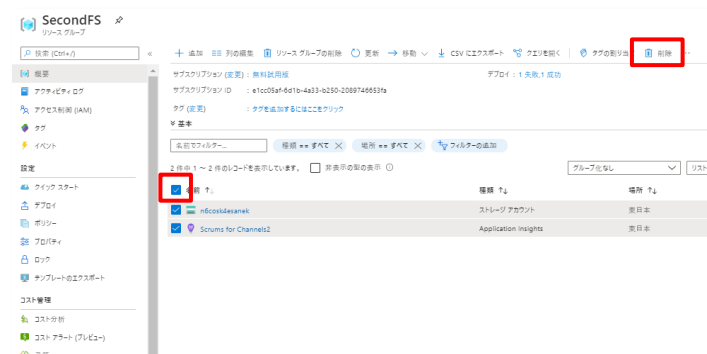 SecondFS
リソース グループ
検索 (Ctrl+/)
«
追加
列の編集
リソース グループの削除
更新
移動
CSV にエクスポート
クエリを開く
タグの割り当
削除
概要
アクティビティ ログ
アクセス制御 (IAM)
タグ
イベント
設定
クイック スタート
デプロイ
ポリシー
プロパティ
ロック
テンプレートのエクスポート
コスト管理
コスト分析
コスト アラート (プレビュー)
サブスクリプション (変更) : 無料試用版
デプロイ : 1 失敗,1 成功
サブスクリプション ID : e1cc05af-6d1b-4a33-b250-2089746653fa
タグ (変更) : タグを追加するにはここをクリック
基本
名前でフィルター...
種類 == すべて
場所 == すべて
フィルターの追加
2 件中 1 ~ 2 件のレコードを表示しています。
非表示の型の表示
グループ化なし
リスト
名前 ↑↓
種類 ↑↓
場所 ↑↓
n6cosk4esanek
ストレージ アカウント
東日本
Scrums for Channels2
Application Insights
東日本